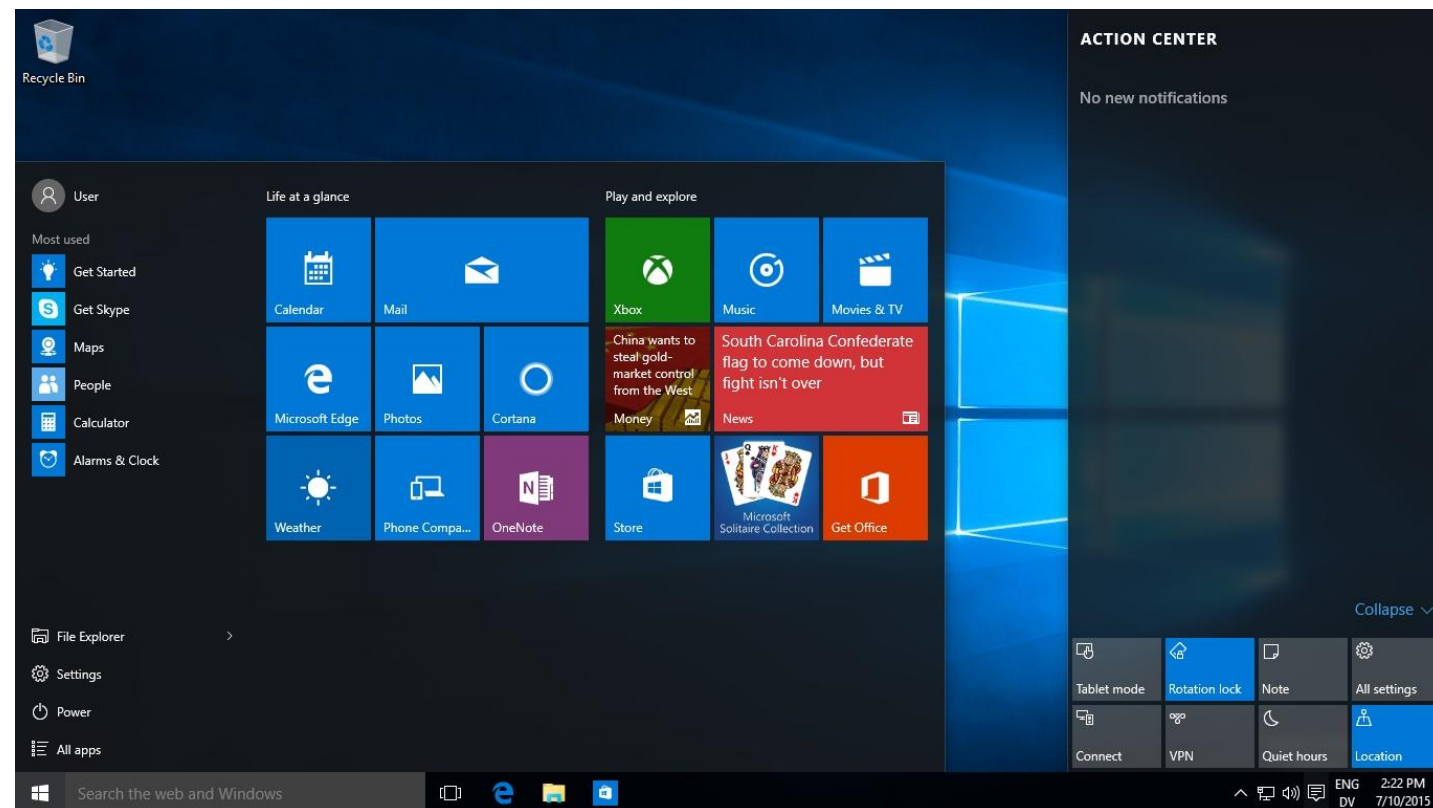 Recycle Bin
ACTION CENTER
No new notifications
User
Most used
Get Started
Get Skype
Maps
People
Calculator
Alarms & Clock
File Explorer
Settings
Power
All apps
Life at a glance
Calendar
Mail
Microsoft Edge
Photos
Cortana
Weather
Phone Compa...
OneNote
Play and explore
Xbox
Music
Movies & TV
China wants to
steal gold-
market control
from the West
Money
South Carolina Confederate
flag to come down, but
fight isn't over
News
Store
Microsoft
Solitaire Collection
Get Office
Collapse
Tablet mode
Rotation lock
Note
All settings
Connect
VPN
Quiet hours
Location
Search the web and Windows
ENG
DV
2:22 PM
7/10/2015